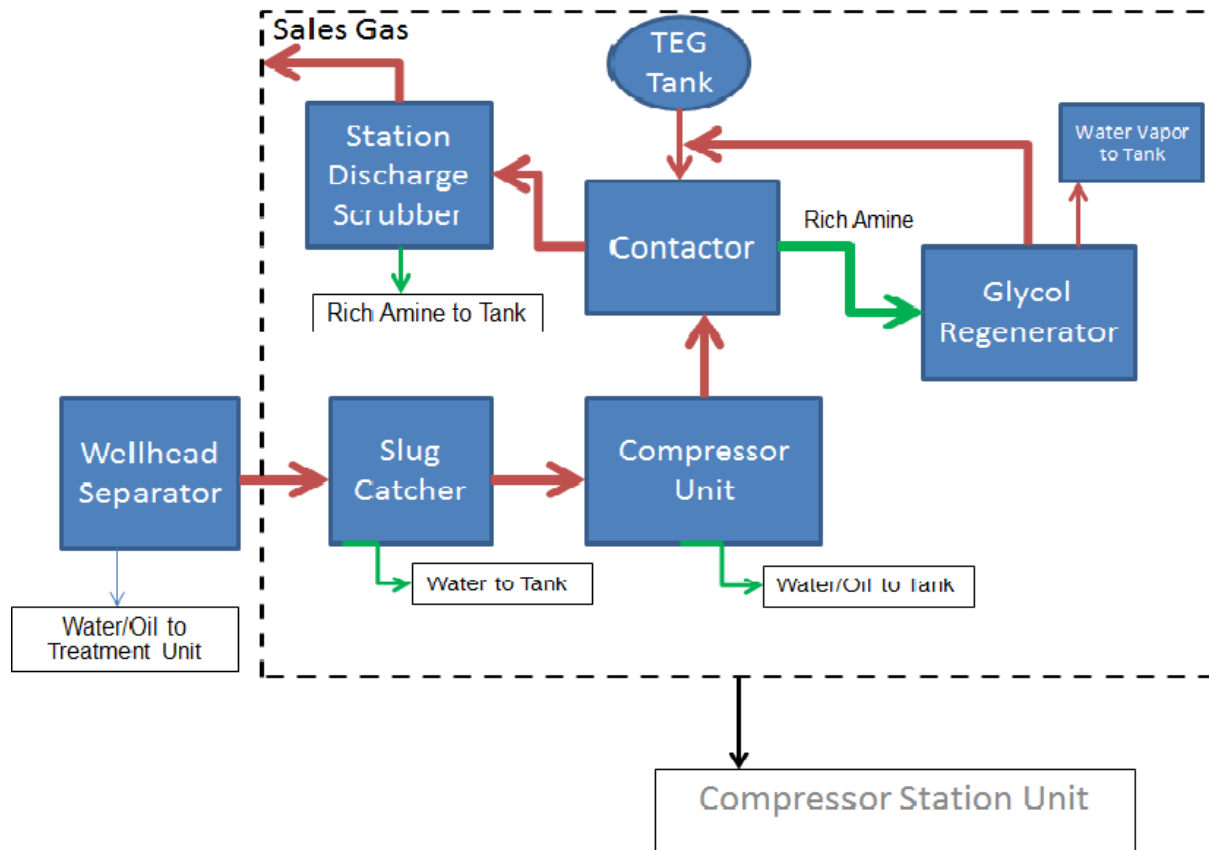 Sales Gas
TEG
Tank
Water Vapor
to Tank
Station
Discharge
Scrubber
Contactor
Rich Amine
Glycol
Regenerator
Rich Amine to Tank
Wellhead
Separator
Slug
Catcher
Compressor
Unit
Water to Tank
Water/Oil to Tank
Water/Oil to
Treatment Unit
Compressor Station Unit